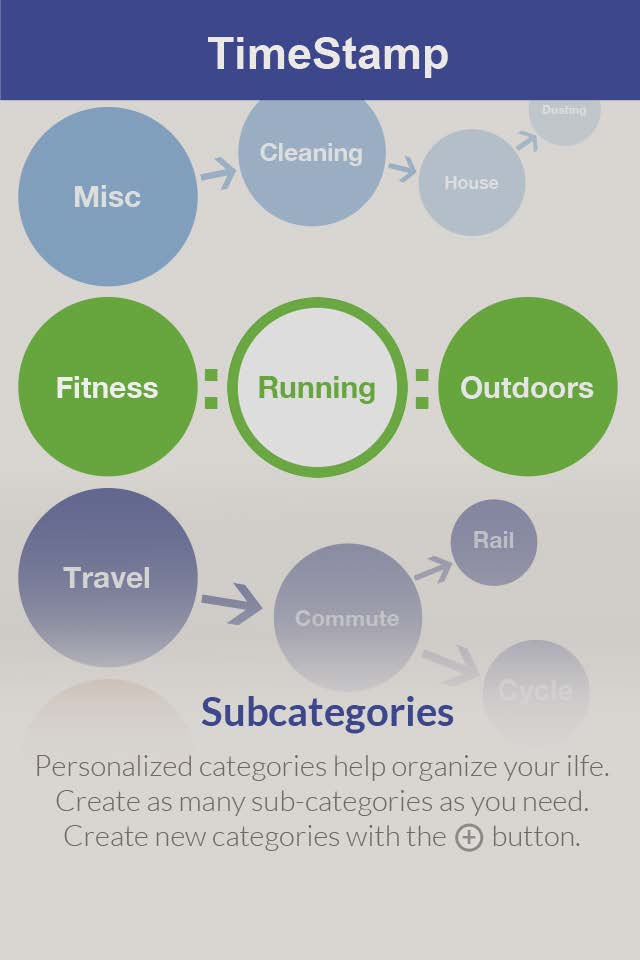 TimeStamp
Dusting
Cleaning
House
Misc
Fitness : Running : Outdoors
Rail
Travel
Commute
Cycle
Subcategories
Personalized categories help organize your ilfe.
Create as many sub-categories as you need.
Create new categories with the ⊕ button.